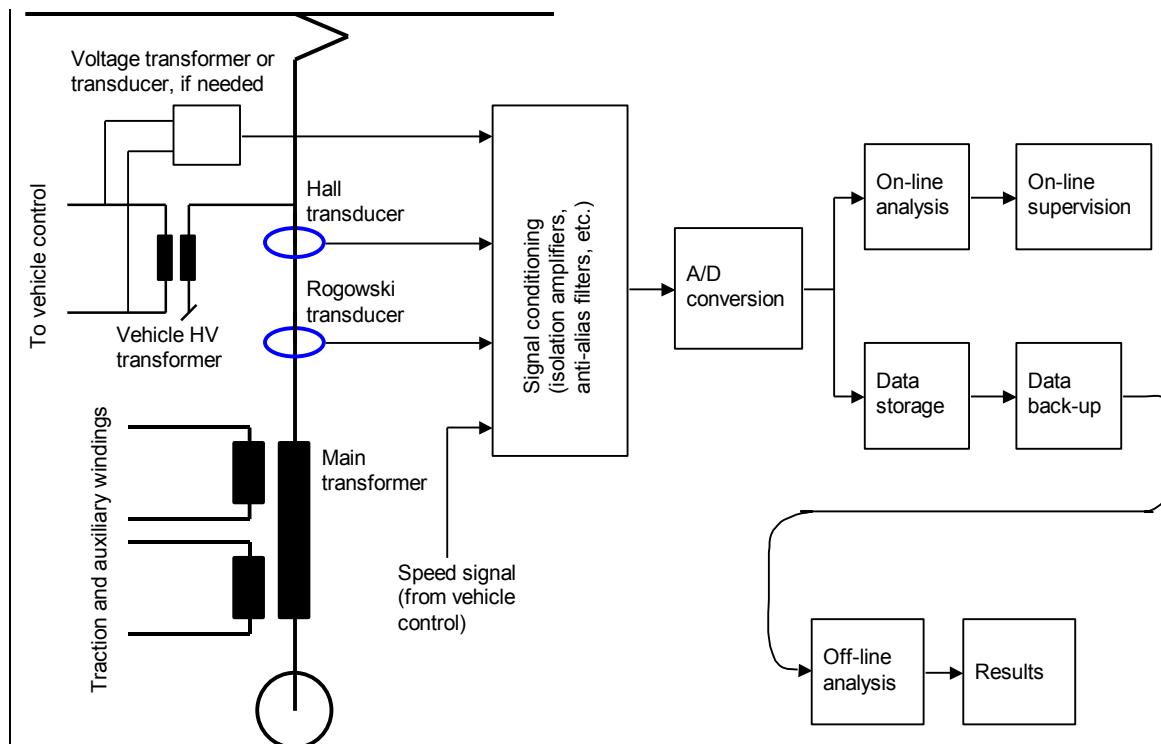 Voltage transformer or
transducer, if needed
To vehicle control
Vehicle HV
transformer
Hall
transducer
Rogowski
transducer
Traction and auxiliary windings
Main
transformer
Speed signal
(from vehicle
control)
Signal conditioning
(isolation amplifiers,
anti-alias filters, etc.)
A/D
conversion
On-line
analysis
On-line
supervision
Data
storage
Data
back-up
Off-line
analysis
Results